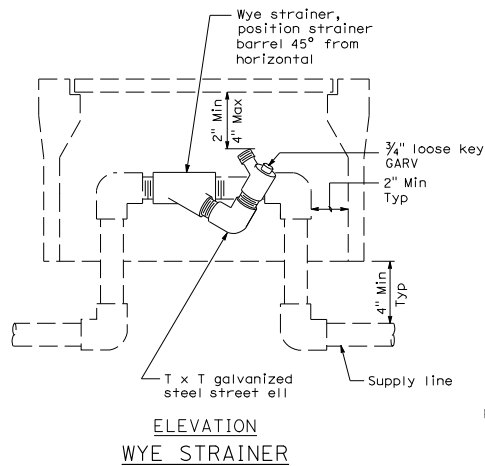 Wye strainer,
position strainer
barrel 45° from
horizontal
2" Min
4" Max
¾" loose key
GARV
2" Min
Typ
4" Min
Typ
T x T galvanized
steel street ell
Supply line
ELEVATION
WYE STRAINER